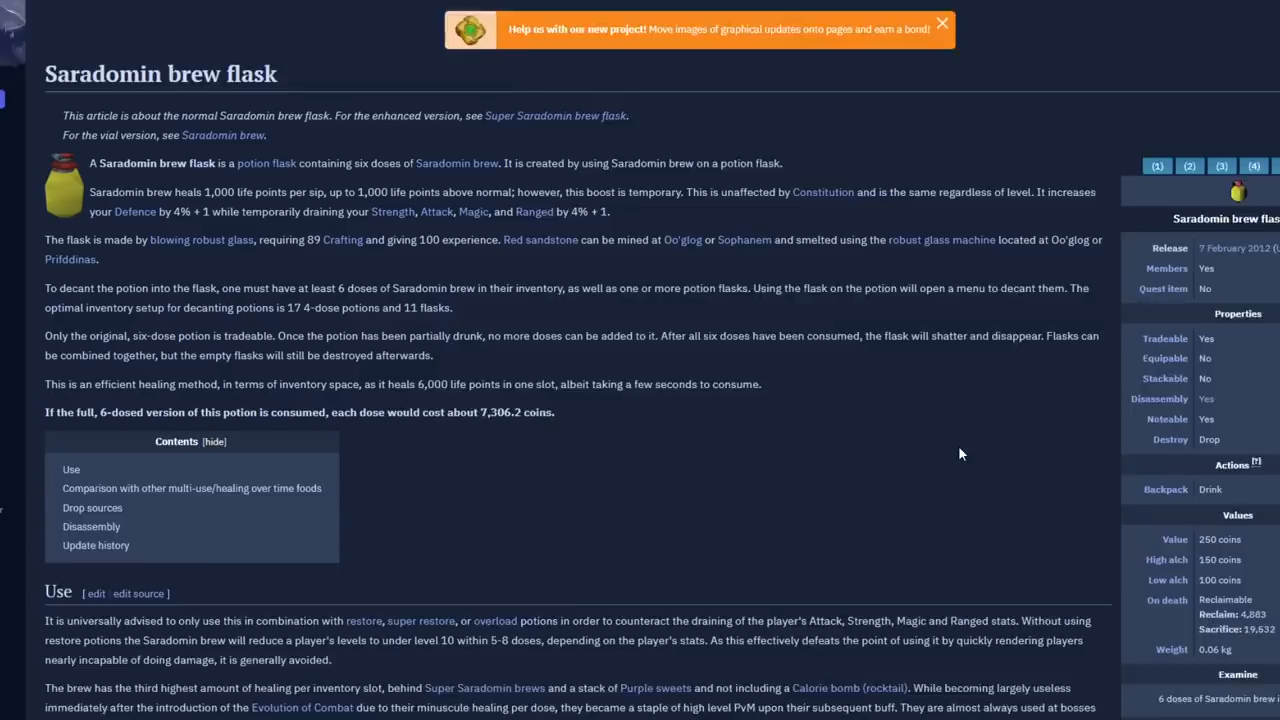 Help us with our new project! Move images of graphical updates onto pages and earn a bond!
Saradomin brew flask
This article is about the normal Saradomin brew flask. For the enhanced version, see Super Saradomin brew flask.
For the vial version, see Saradomin brew.
A Saradomin brew flask is a potion flask containing six doses of Saradomin brew. It is created by using Saradomin brew on a potion flask.
Saradomin brew heals 1,000 life points per sip, up to 1,000 life points above normal; however, this boost is temporary. This is unaffected by Constitution and is the same regardless of level. It increases
your Defence by 4% + 1 while temporarily draining your Strength, Attack, Magic, and Ranged by 4% + 1.
The flask is made by blowing robust glass, requiring 89 Crafting and giving 100 experience. Red sandstone can be mined at Oo'glog or Sophanem and smelted using the robust glass machine located at Oo'glog or
Prifddinas.
To decant the potion into the flask, one must have at least 6 doses of Saradomin brew in their inventory, as well as one or more potion flasks. Using the flask on the potion will open a menu to decant them. The
optimal inventory setup for decanting potions is 17 4-dose potions and 11 flasks.
Only the original, six-dose potion is tradeable. Once the potion has been partially drunk, no more doses can be added to it. After all six doses have been consumed, the flask will shatter and disappear. Flasks can
be combined together, but the empty flasks will still be destroyed afterwards.
This is an efficient healing method, in terms of inventory space, as it heals 6,000 life points in one slot, albeit taking a few seconds to consume.
If the full, 6-dosed version of this potion is consumed, each dose would cost about 7,306.2 coins.
Contents [hide]
Use
Comparison with other multi-use/healing over time foods
Drop sources
Disassembly
Update history
Use [ edit | edit source ]
It is universally advised to only use this in combination with restore, super restore, or overload potions in order to counteract the draining of the player's Attack, Strength, Magic and Ranged stats. Without using
restore potions the Saradomin brew will reduce a player's levels to under level 10 within 5-8 doses, depending on the player's stats. As this effectively defeats the point of using it by quickly rendering players
nearly incapable of doing damage, it is generally avoided.
The brew has the third highest amount of healing per inventory slot, behind Super Saradomin brews and a stack of Purple sweets and not including a Calorie bomb (rocktail). While becoming largely useless
immediately after the introduction of the Evolution of Combat due to their minuscule healing per dose, they became a staple of high level PvM upon their subsequent buff. They are almost always used at bosses
(1) (2) (3) (4)
Saradomin brew flas
Release 7 February 2012 (U
Members Yes
Quest item No
Properties
Tradeable Yes
Equipable No
Stackable No
Disassembly Yes
Noteable Yes
Destroy Drop
Actions [?]
Backpack Drink
Values
Value 250 coins
High alch 150 coins
Low alch 100 coins
On death Reclaimable
Reclaim: 4,883
Sacrifice: 19,532
Weight 0.06 kg
Examine
6 doses of Saradomin brew i